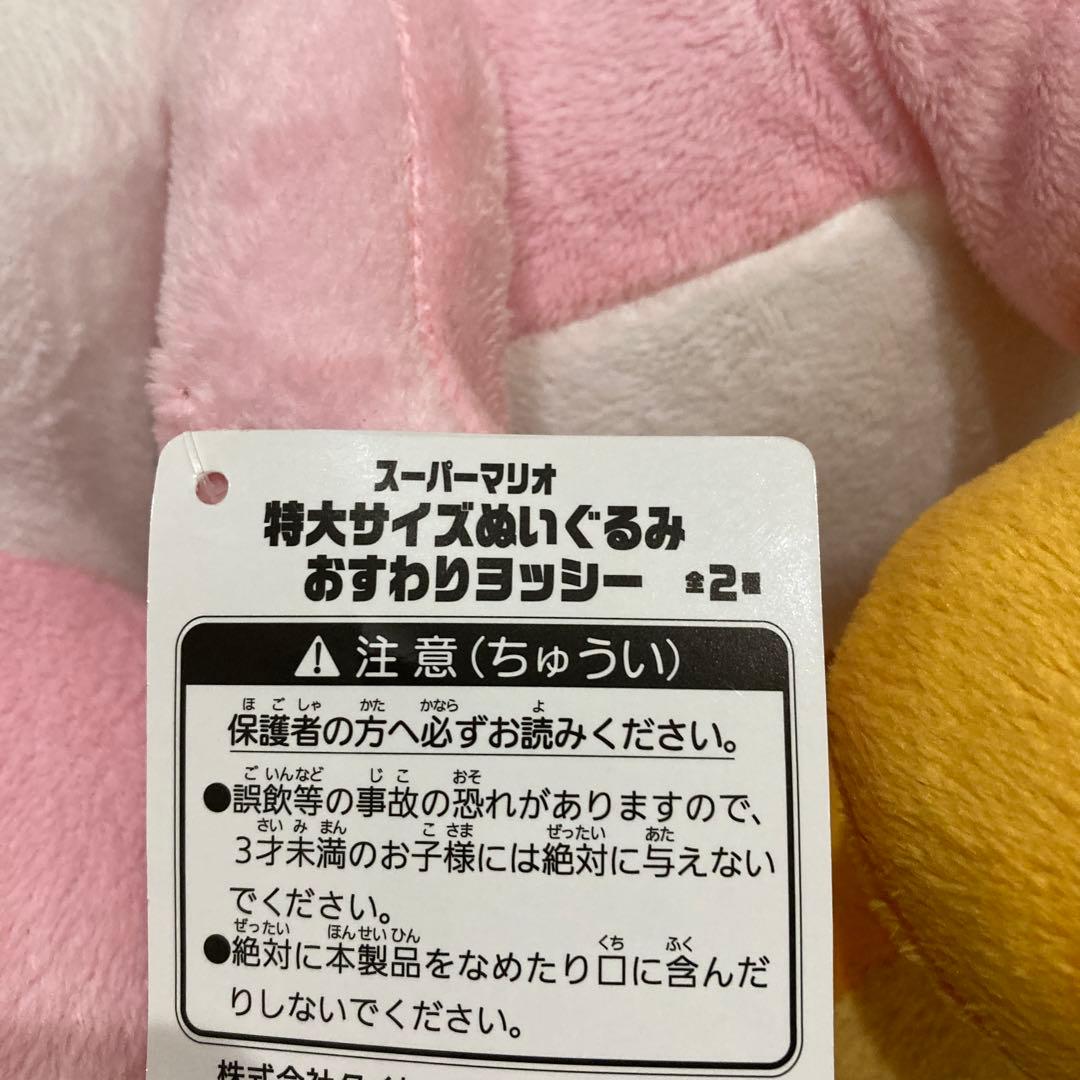 スーパーマリオ
特大サイズぬいぐるみ
おすわりヨッシー 全2種
注意(ちゅうい)
ほごしゃ かた かなら よ
保護者の方へ必ずお読みください。
ごいんなど じこ おそ
●誤飲等の事故の恐れがありますので、
さいみまん こさま ぜったい あた
3才未満のお子様には絶対に与えない
でください。
ぜったい ほんせいひん くち ふく
●絶対に本製品をなめたり口に含んだ
りしないでください。
株式会社タイト